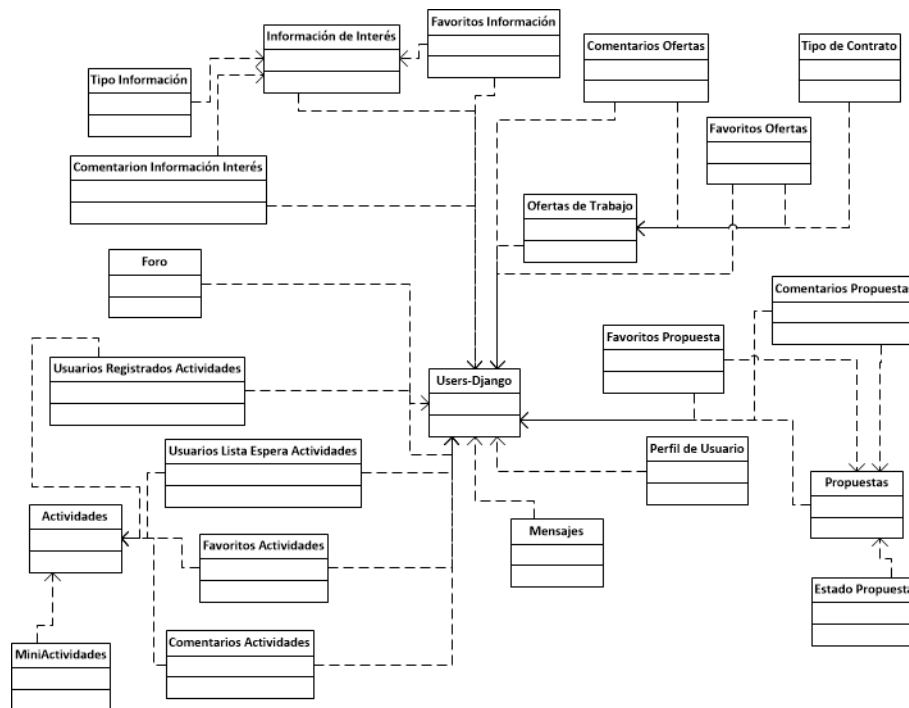 Favoritos Información
Información de Interés
Comentarios Ofertas
Tipo de Contrato
Tipo Información
Favoritos Ofertas
Comentarion Información Interés
Ofertas de Trabajo
Foro
Comentarios Propuestas
Favoritos Propuesta
Usuarios Registrados Actividades
Users-Django
Usuarios Lista Espera Actividades
Perfil de Usuario
Propuestas
Actividades
Mensajes
Favoritos Actividades
Estado Propuesta
Comentarios Actividades
MiniActividades